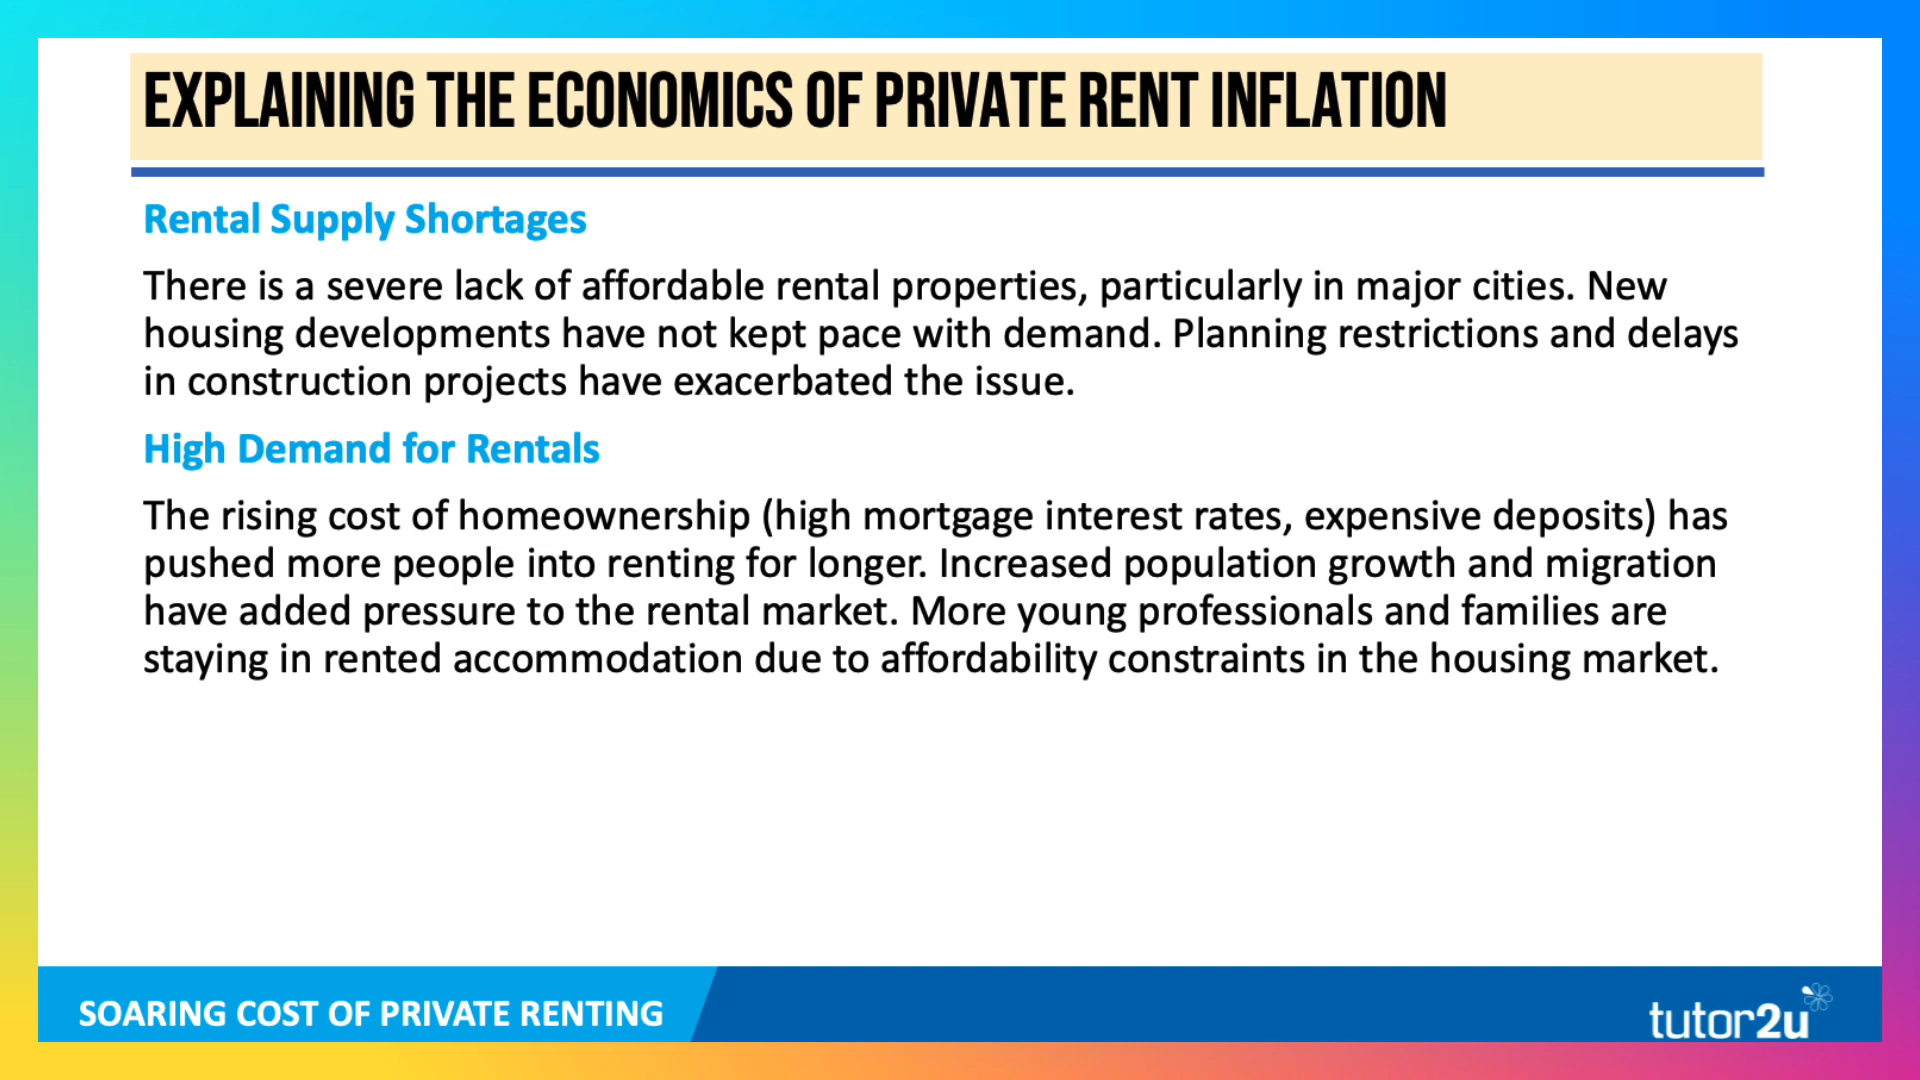 EXPLAINING THE ECONOMICS OF PRIVATE RENT INFLATION
Rental Supply Shortages
There is a severe lack of affordable rental properties, particularly in major cities. New
housing developments have not kept pace with demand. Planning restrictions and delays
in construction projects have exacerbated the issue.
High Demand for Rentals
The rising cost of homeownership (high mortgage interest rates, expensive deposits) has
pushed more people into renting for longer. Increased population growth and migration
have added pressure to the rental market. More young professionals and families are
staying in rented accommodation due to affordability constraints in the housing market.
SOARING COST OF PRIVATE RENTING
tutor2u